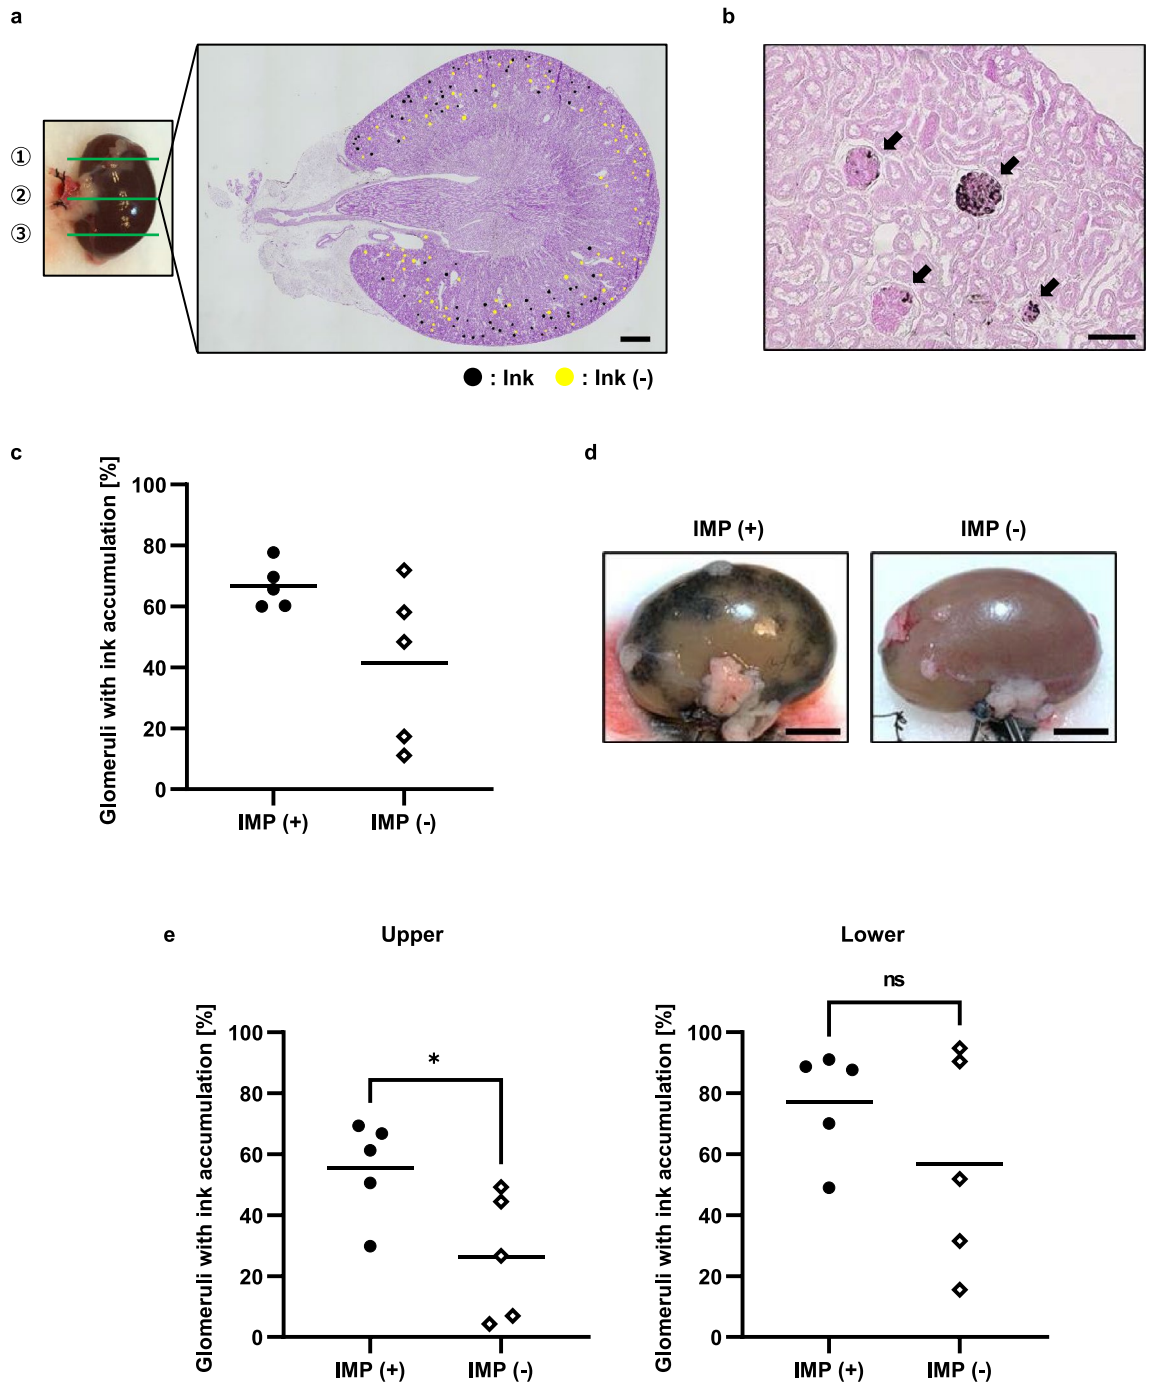 a
b
①
②
③
● : Ink ● : Ink (-)
c
d
Glomeruli with ink accumulation [%]
100
80
60
40
20
0
IMP (+)
IMP (-)
IMP (+)
IMP (-)
e
Upper
Lower
Glomeruli with ink accumulation [%]
100
80
60
40
20
0
*
IMP (+)
IMP (-)
Glomeruli with ink accumulation [%]
100
80
60
40
20
0
ns
IMP (+)
IMP (-)